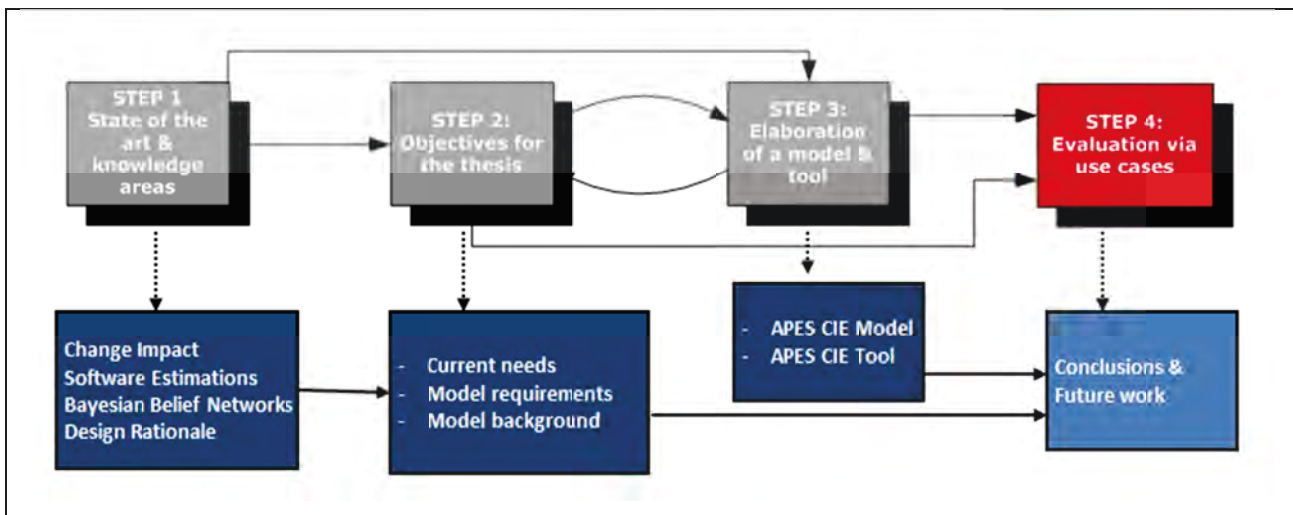 STEP 1
State of the
art &
knowledge
areas
STEP 2:
Objectives for
the thesis
STEP 3:
Elaboration
of a model &
tool
STEP 4:
Evaluation via
use cases
Change Impact
Software Estimations
Bayesian Belief Networks
Design Rationale
- Current needs
- Model requirements
- Model background
- APES CIE Model
- APES CIE Tool
Conclusions &
Future work